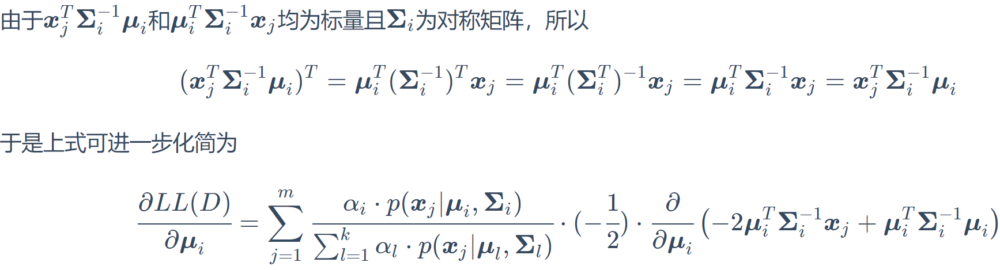 由于$\boldsymbol{x}_j^T\boldsymbol{\Sigma}_i^{-1}\boldsymbol{\mu}_i$和$\boldsymbol{\mu}_i^T\boldsymbol{\Sigma}_i^{-1}\boldsymbol{x}_j$均为标量且$\boldsymbol{\Sigma}_i$为对称矩阵，所以
$(\boldsymbol{x}_j^T\boldsymbol{\Sigma}_i^{-1}\boldsymbol{\mu}_i)^T = \boldsymbol{\mu}_i^T(\boldsymbol{\Sigma}_i^{-1})^T\boldsymbol{x}_j = \boldsymbol{\mu}_i^T(\boldsymbol{\Sigma}_i^T)^{-1}\boldsymbol{x}_j = \boldsymbol{\mu}_i^T\boldsymbol{\Sigma}_i^{-1}\boldsymbol{x}_j = \boldsymbol{x}_j^T\boldsymbol{\Sigma}_i^{-1}\boldsymbol{\mu}_i$
于是上式可进一步化简为
$\frac{\partial LL(D)}{\partial \boldsymbol{\mu}_i} = \sum_{j=1}^{m} \frac{\alpha_i \cdot p(\boldsymbol{x}_j|\boldsymbol{\mu}_i, \boldsymbol{\Sigma}_i)}{\sum_{l=1}^{k} \alpha_l \cdot p(\boldsymbol{x}_j|\boldsymbol{\mu}_l, \boldsymbol{\Sigma}_l)} \cdot (-\frac{1}{2}) \cdot \frac{\partial}{\partial \boldsymbol{\mu}_i} \left(-2\boldsymbol{\mu}_i^T\boldsymbol{\Sigma}_i^{-1}\boldsymbol{x}_j + \boldsymbol{\mu}_i^T\boldsymbol{\Sigma}_i^{-1}\boldsymbol{\mu}_i\right)$